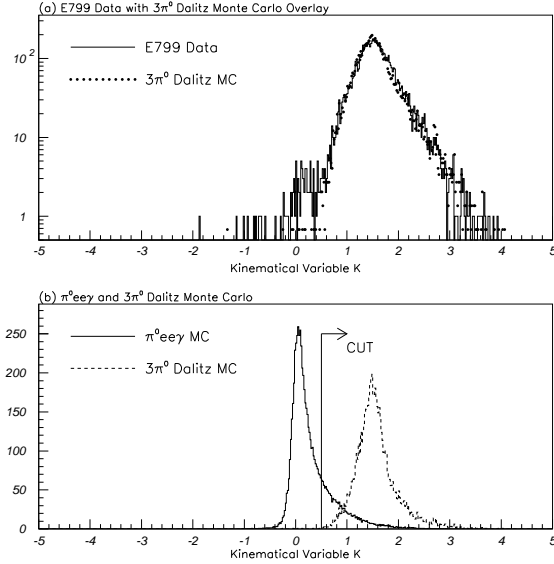 (a) E799 Data with 3π⁰ Dalitz Monte Carlo Overlay
E799 Data
3π⁰ Dalitz MC
10²
10
1
-5 -4 -3 -2 -1 0 1 2 3 4 5
Kinematical Variable K
(b) π⁰eeγ and 3π⁰ Dalitz Monte Carlo
π⁰eeγ MC
3π⁰ Dalitz MC
CUT
250
200
150
100
50
0
-5 -4 -3 -2 -1 0 1 2 3 4 5
Kinematical Variable K